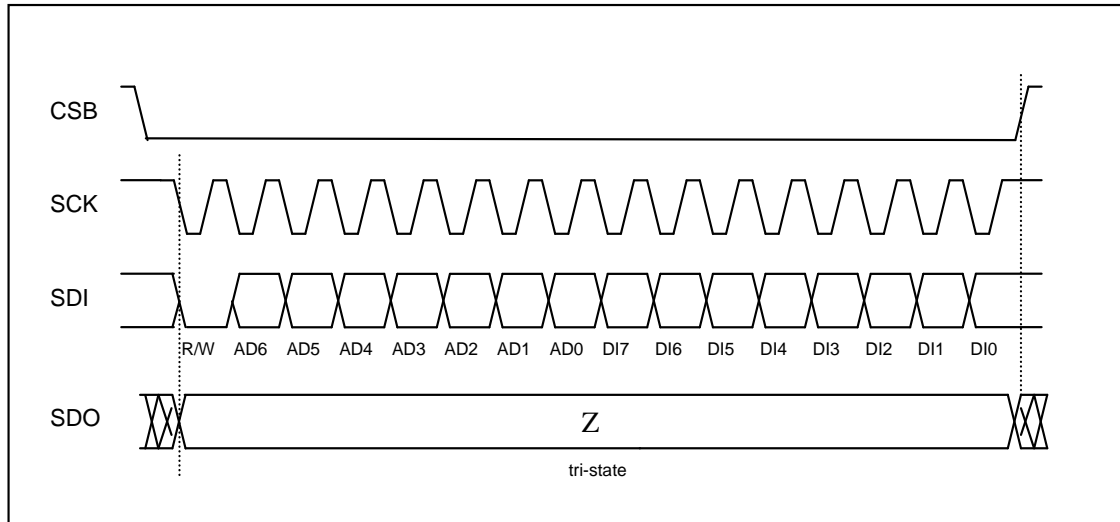 CSB
SCK
SDI
R/W AD6 AD5 AD4 AD3 AD2 AD1 AD0 DI7 DI6 DI5 DI4 DI3 DI2 DI1 DI0
SDO
Z
tri-state